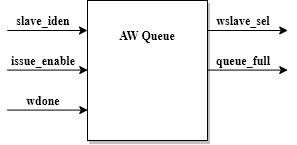 slave_iden
wslave_sel
AW Queue
issue_enable
queue_full
wdone